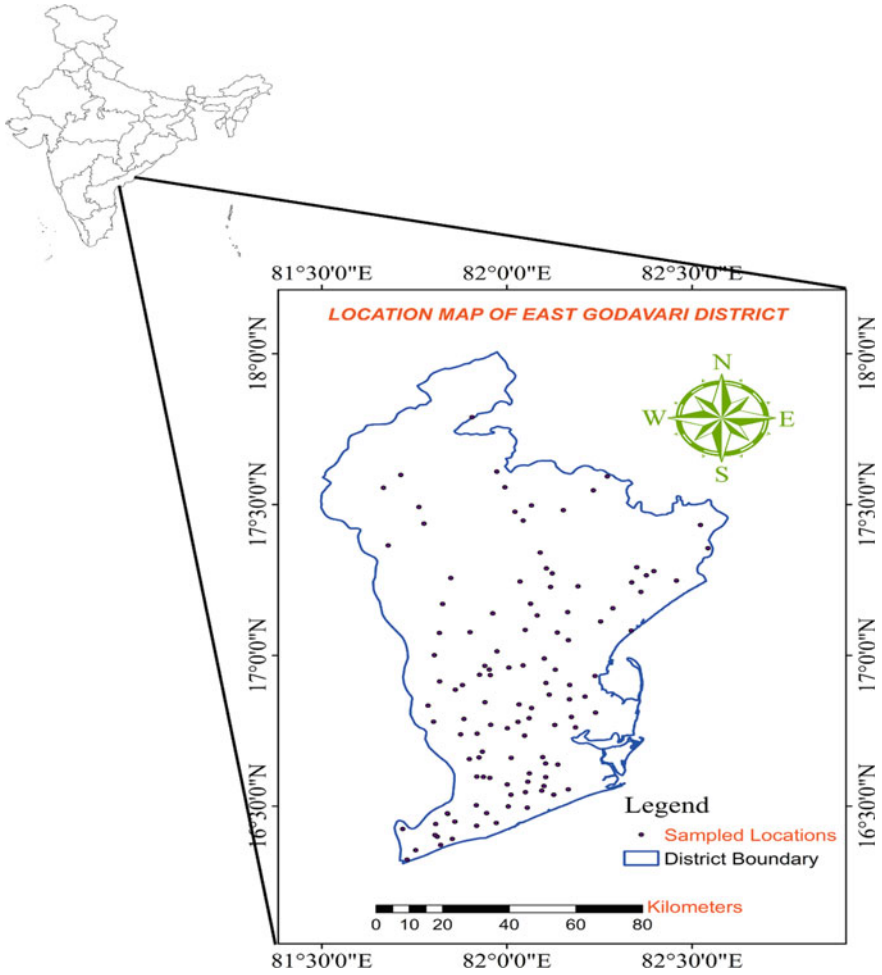 81°30'0"E 82°00'0"E 82°30'0"E
LOCATION MAP OF EAST GODAVARI DISTRICT
18°0'0"N 18°0'0"N
N
W E
S
17°30'0"N 17°30'0"N
17°0'0"N 17°0'0"N
16°30'0"N 16°30'0"N
Legend
Sampled Locations
District Boundary
Kilometers
0 10 20 40 60 80
81°30'0"E 82°00'0"E 82°30'0"E